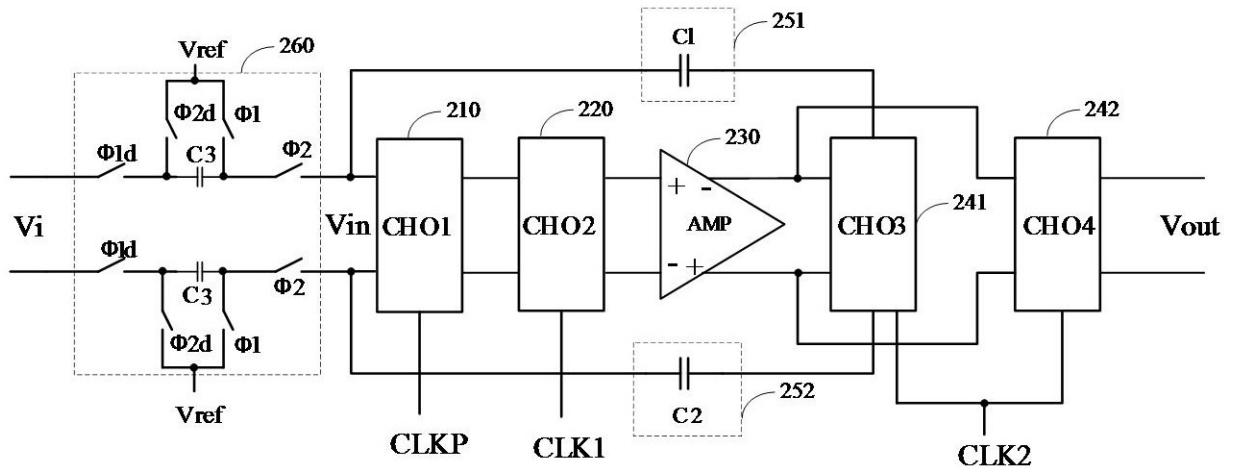 Vref
260
C1
251
Φ2d
Φ1
210
220
230
242
Φ1d
C3
Φ2
+
-
AMP
241
Vi
Vin
CHO1
CHO2
CHO3
CHO4
Vout
Φ1d
C3
Φ2
-
+
Φ2d
Φ1
Vref
C2
252
CLKP
CLK1
CLK2